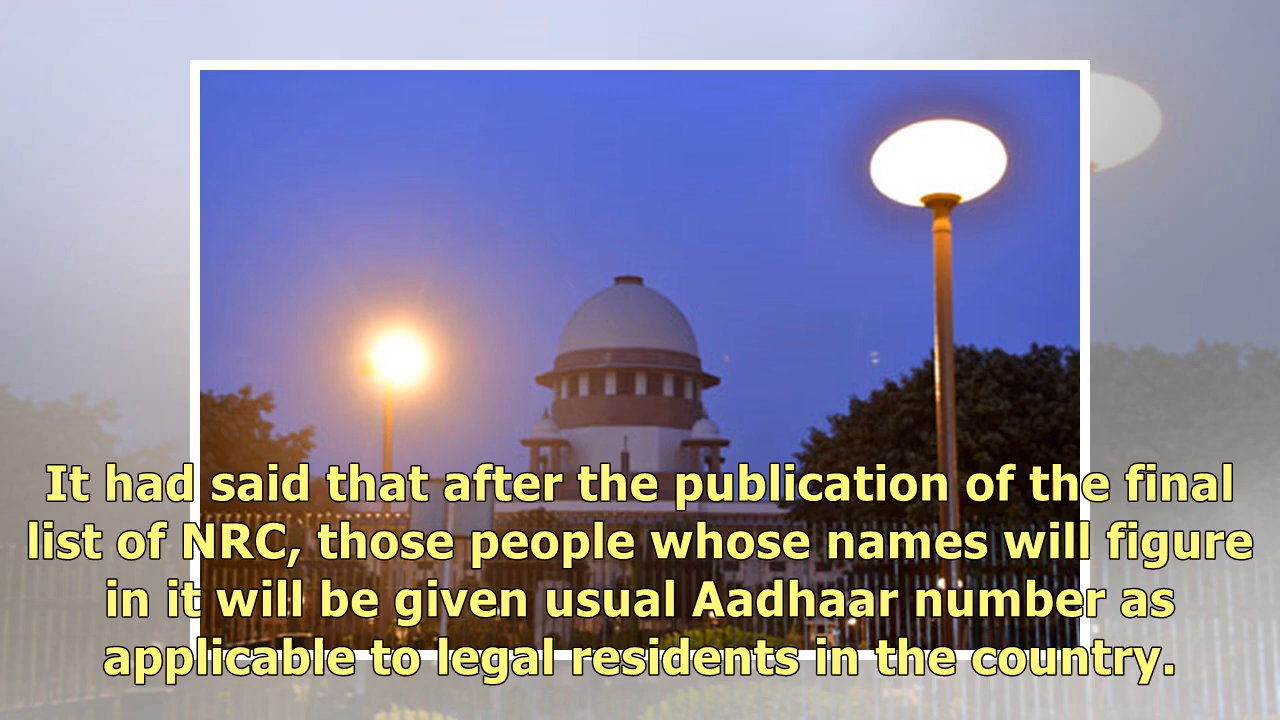 It had said that after the publication of the final
list of NRC, those people whose names will figure
in it will be given usual Aadhaar number as
applicable to legal residents in the country.